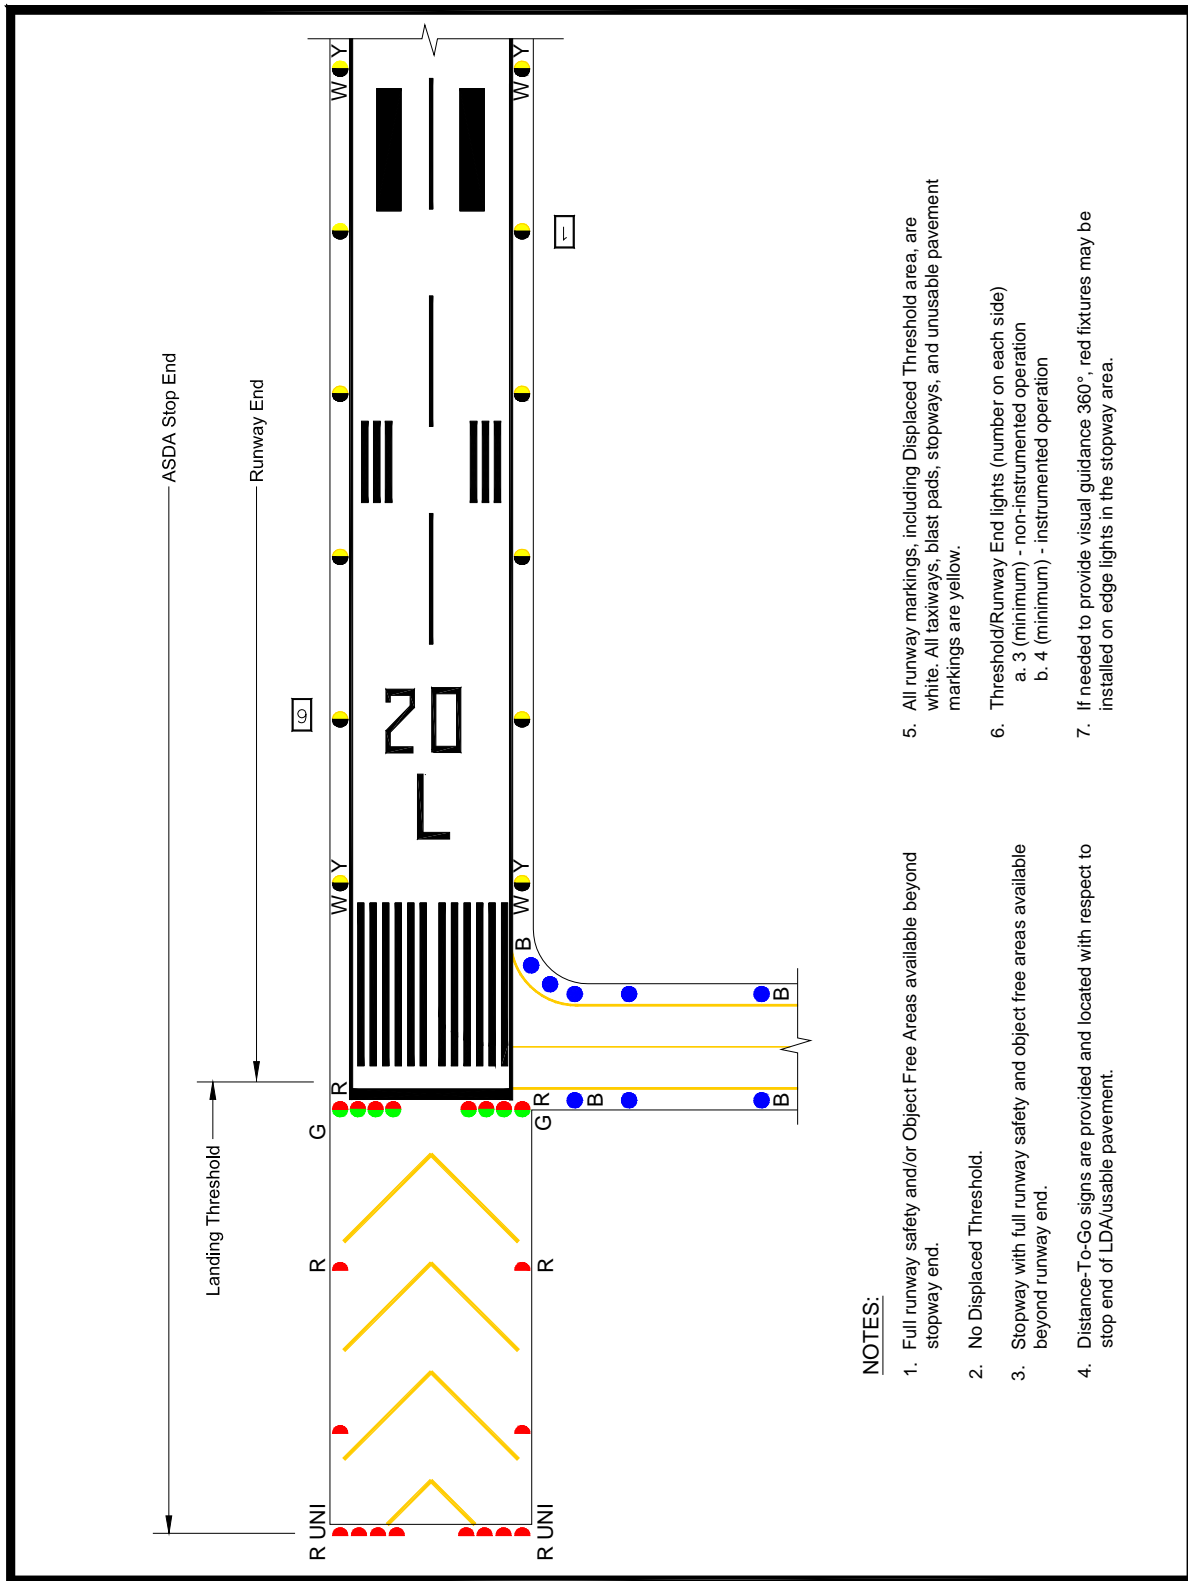 ASDA Stop End
Runway End
Landing Threshold
R UNI
R
G
R
W
Y
9
W
Y
20
L
R UNI
R
G
R
W
Y
1
W
Y
B
B
B
B
NOTES:
1. Full runway safety and/or Object Free Areas available beyond
stopway end.
2. No Displaced Threshold.
3. Stopway with full runway safety and object free areas available
beyond runway end.
4. Distance-To-Go signs are provided and located with respect to
stop end of LDA/usable pavement.
5. All runway markings, including Displaced Threshold area, are
white. All taxiways, blast pads, stopways, and unusable pavement
markings are yellow.
6. Threshold/Runway End lights (number on each side)
a. 3 (minimum) - non-instrumented operation
b. 4 (minimum) - instrumented operation
7. If needed to provide visual guidance 360°, red fixtures may be
installed on edge lights in the stopway area.